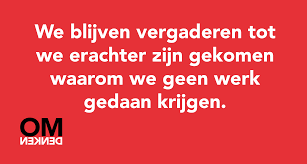 We blijven vergaderen tot
we erachter zijn gekomen
waarom we geen werk
gedaan krijgen.
OM
DENKEN